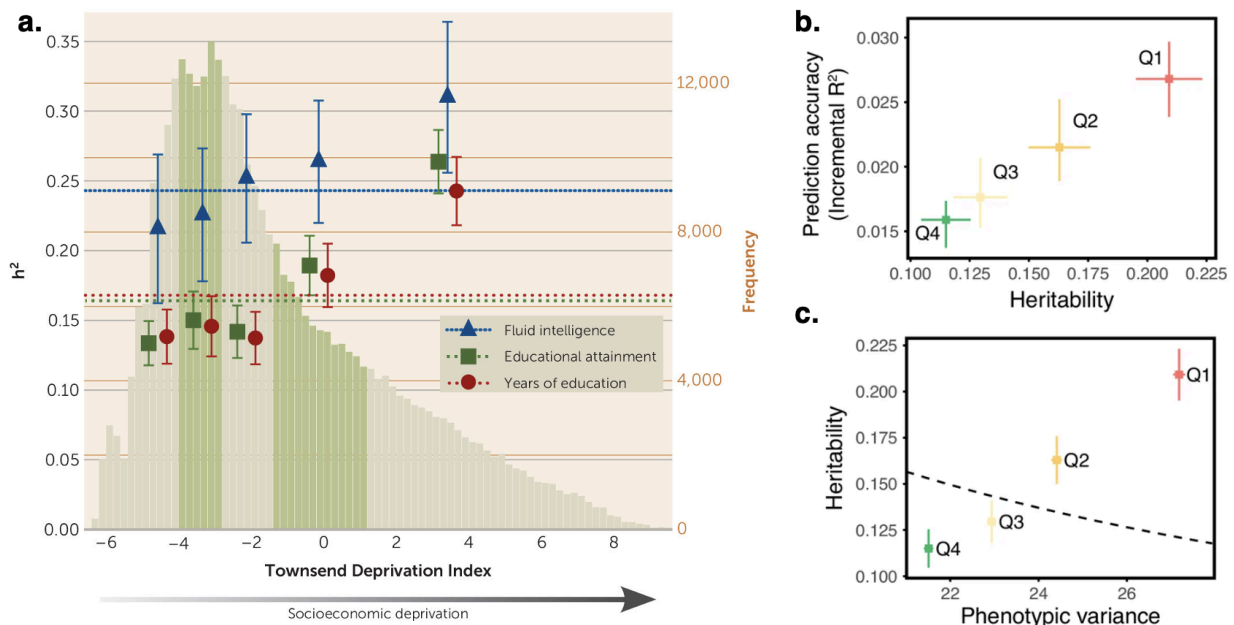 a.
h²
0.35
0.30
0.25
0.20
0.15
0.10
0.05
0.00
12,000
8,000
4,000
0
Frequency
Fluid intelligence
Educational attainment
Years of education
−6
−4
−2
0
2
4
6
8
Townsend Deprivation Index
Socioeconomic deprivation
b.
Prediction accuracy
(Incremental R²)
0.030
0.025
0.020
0.015
Q1
Q2
Q3
Q4
0.100
0.125
0.150
0.175
0.200
0.225
Heritability
c.
Heritability
0.225
0.200
0.175
0.150
0.125
0.100
Q1
Q2
Q3
Q4
22
24
26
Phenotypic variance